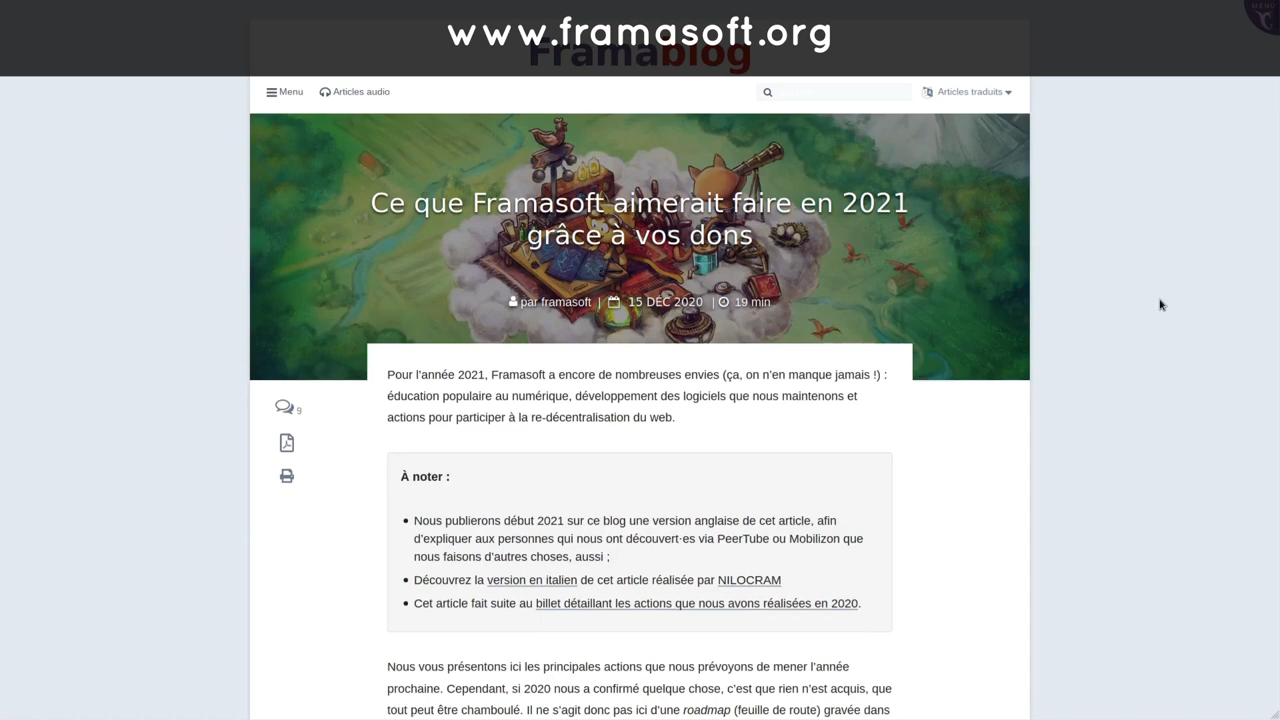 www.framasoft.org
Framablog
MENU
Menu
Articles audio
Articles traduits
Ce que Framasoft aimerait faire en 2021
grâce à vos dons
par framasoft | 15 DÉC 2020 | 19 min
Pour l’année 2021, Framasoft a encore de nombreuses envies (ça, on n’en manque jamais !) :
éducation populaire au numérique, développement des logiciels que nous maintenons et
actions pour participer à la re-décentralisation du web.
9
À noter :
• Nous publierons début 2021 sur ce blog une version anglaise de cet article, afin
d’expliquer aux personnes qui nous ont découvert·es via PeerTube ou Mobilizon que
nous faisons d’autres choses, aussi ;
• Découvrez la version en italien de cet article réalisée par NILOCRAM
• Cet article fait suite au billet détaillant les actions que nous avons réalisées en 2020.
Nous vous présentons ici les principales actions que nous prévoyons de mener l’année
prochaine. Cependant, si 2020 nous a confirmé quelque chose, c’est que rien n’est acquis, que
tout peut être chamboulé. Il ne s’agit donc pas ici d’une roadmap (feuille de route) gravée dans